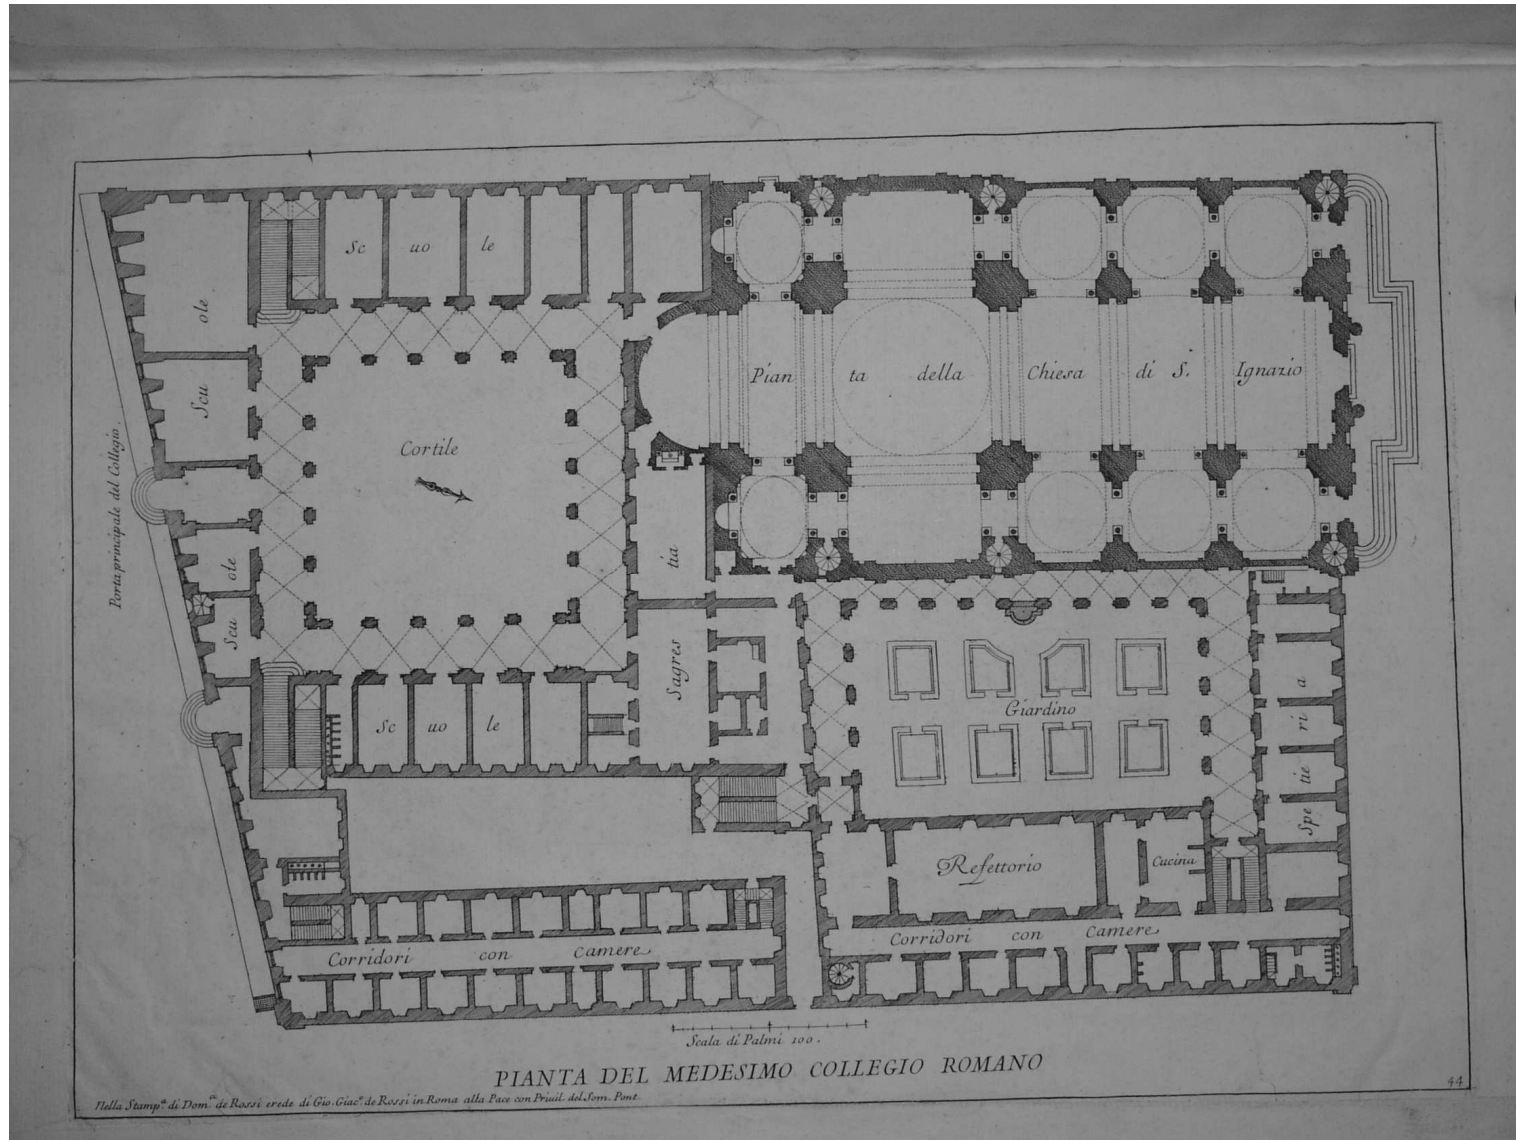 Sc uo le
Scu ole
Pian ta della Chiesa di S. Ignazio
Cortile
Porta principale del Collegio.
Scu ole
Sagres tia
Sc uo le
Giardino
Spe tie ri a
Refettorio
Cucina
Corridori con Camere
Corridori con Camere
Scala di Palmi 100.
PIANTA DEL MEDESIMO COLLEGIO ROMANO
Nella Stamp.ª di Dom.co de Rossi erede di Gio. Giac.º de Rossi in Roma alla Pace con Priuil. del Som. Pont.
44